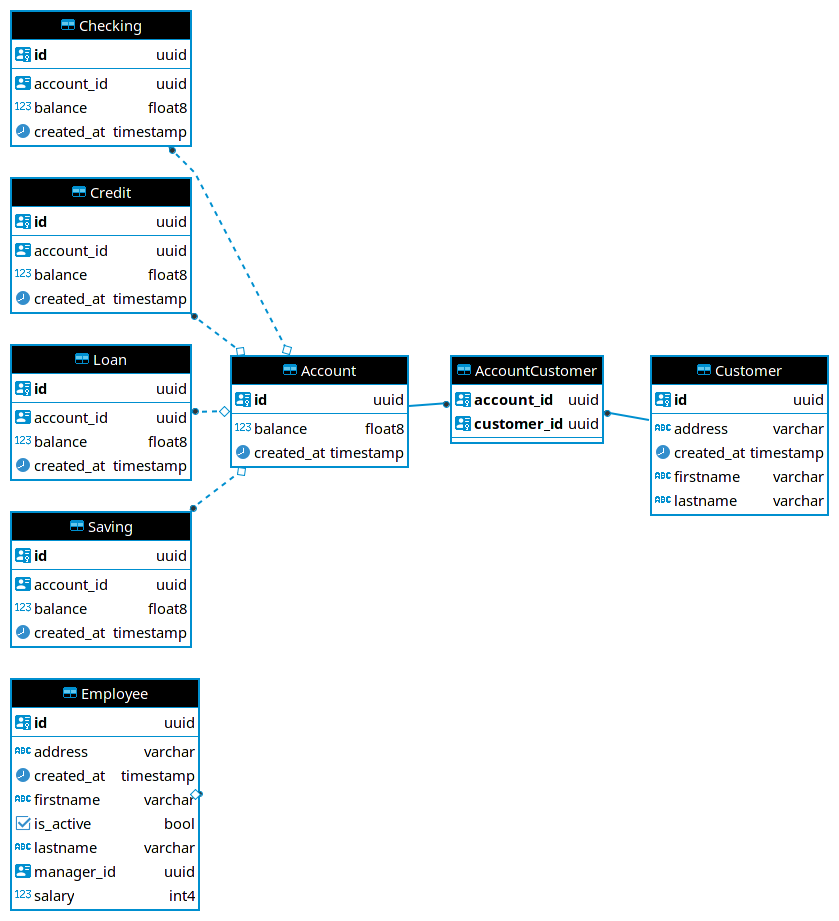 Checking
id uuid
account_id uuid
123 balance float8
created_at timestamp
Credit
id uuid
account_id uuid
123 balance float8
created_at timestamp
Loan
id uuid
account_id uuid
123 balance float8
created_at timestamp
Saving
id uuid
account_id uuid
123 balance float8
created_at timestamp
Employee
id uuid
ABC address varchar
created_at timestamp
ABC firstname varchar
is_active bool
ABC lastname varchar
manager_id uuid
123 salary int4
Account
id uuid
123 balance float8
created_at timestamp
AccountCustomer
account_id uuid
customer_id uuid
Customer
id uuid
ABC address varchar
created_at timestamp
ABC firstname varchar
ABC lastname varchar